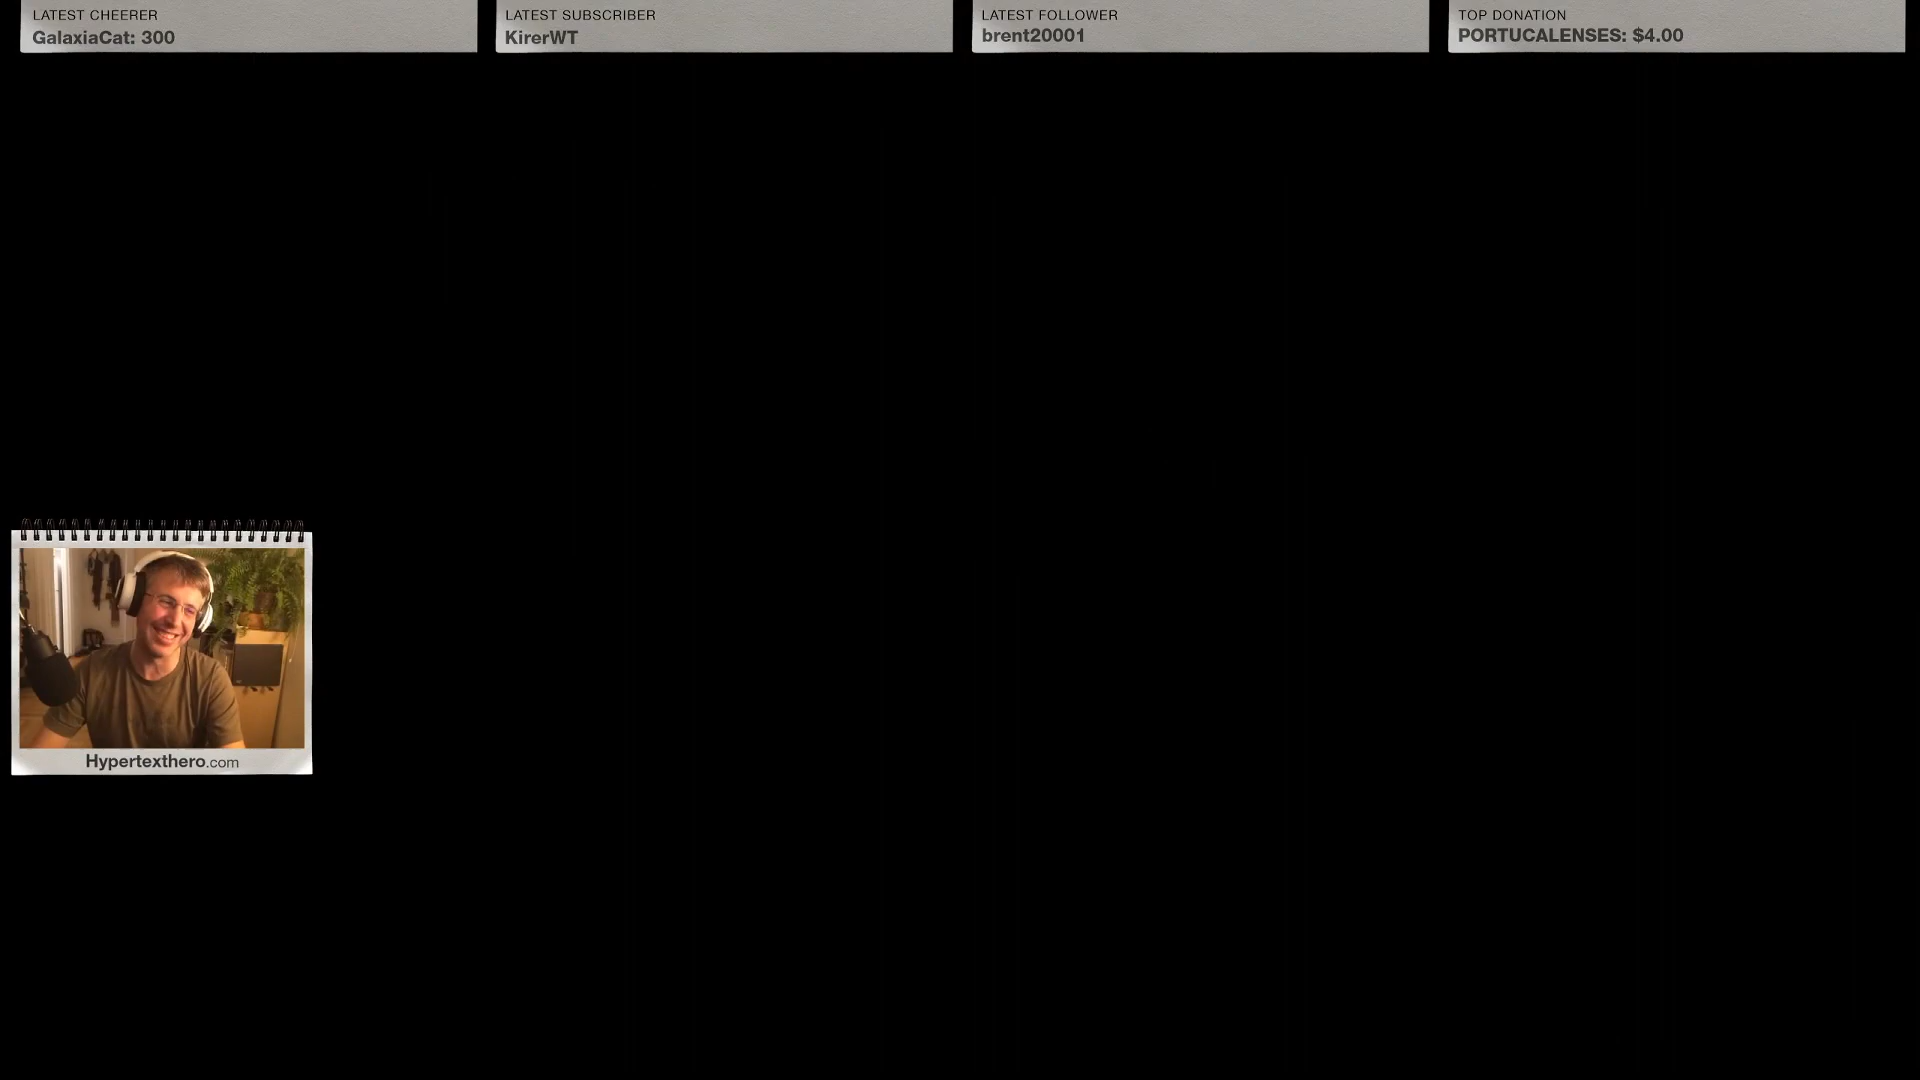 LATEST CHEERER
GalaxiaCat: 300
LATEST SUBSCRIBER
KirerWT
LATEST FOLLOWER
brent20001
TOP DONATION
PORTUCALENSES: $4.00
Hypertexthero.com